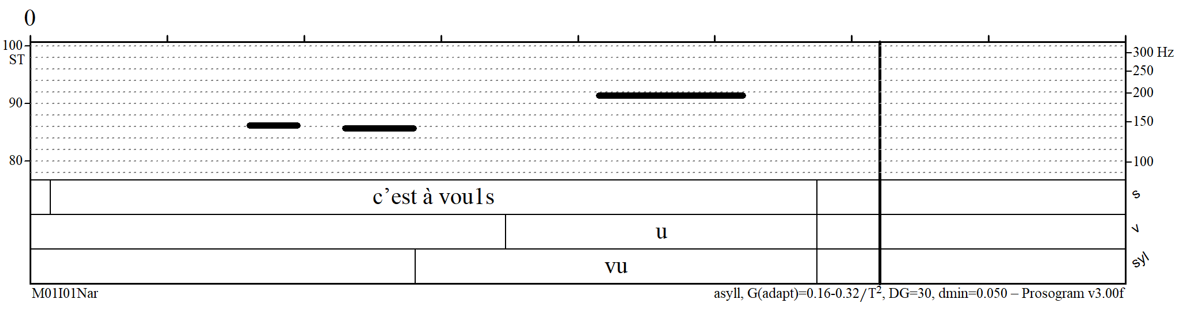 0
100
ST
90
80
300 Hz
250
200
150
100
c’est à vou1s
s
u
v
vu
syl
M01I01Nar
asyll, G(adapt)=0.16-0.32/T², DG=30, dmin=0.050 – Prosogram v3.00f